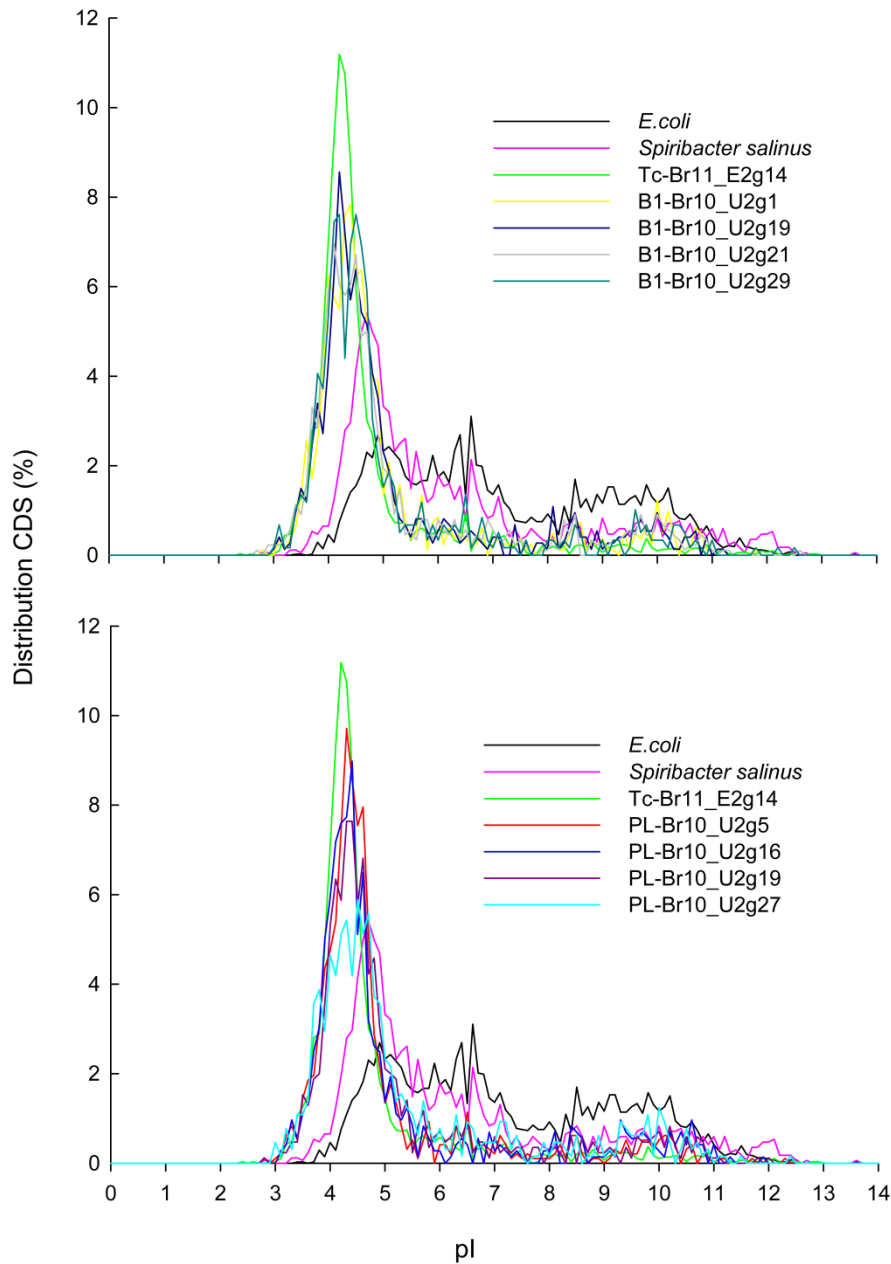 12
10
8
6
4
2
0
E.coli
Spiribacter salinus
Tc-Br11_E2g14
B1-Br10_U2g1
B1-Br10_U2g19
B1-Br10_U2g21
B1-Br10_U2g29
Distribution CDS (%)
12
10
8
6
4
2
0
E.coli
Spiribacter salinus
Tc-Br11_E2g14
PL-Br10_U2g5
PL-Br10_U2g16
PL-Br10_U2g19
PL-Br10_U2g27
0 1 2 3 4 5 6 7 8 9 10 11 12 13 14
pI